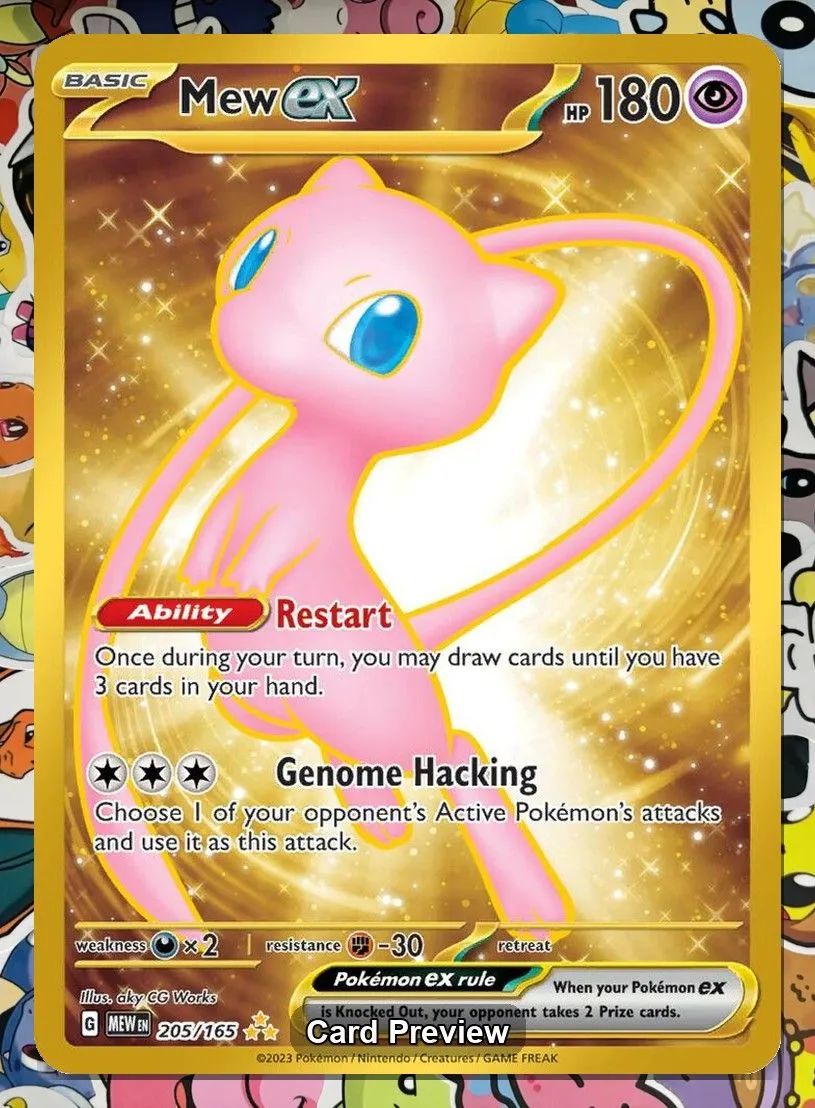 BASIC
Mew ex
HP 180
Ability Restart
Once during your turn, you may draw cards until you have
3 cards in your hand.
Genome Hacking
Choose 1 of your opponent's Active Pokémon's attacks
and use it as this attack.
weakness ×2 resistance -30 retreat
Pokémon ex rule
When your Pokémon ex
is Knocked Out, your opponent takes 2 Prize cards.
Illus. aky CG Works
G MEW EN 205/165
Card Preview
©2023 Pokémon / Nintendo / Creatures / GAME FREAK